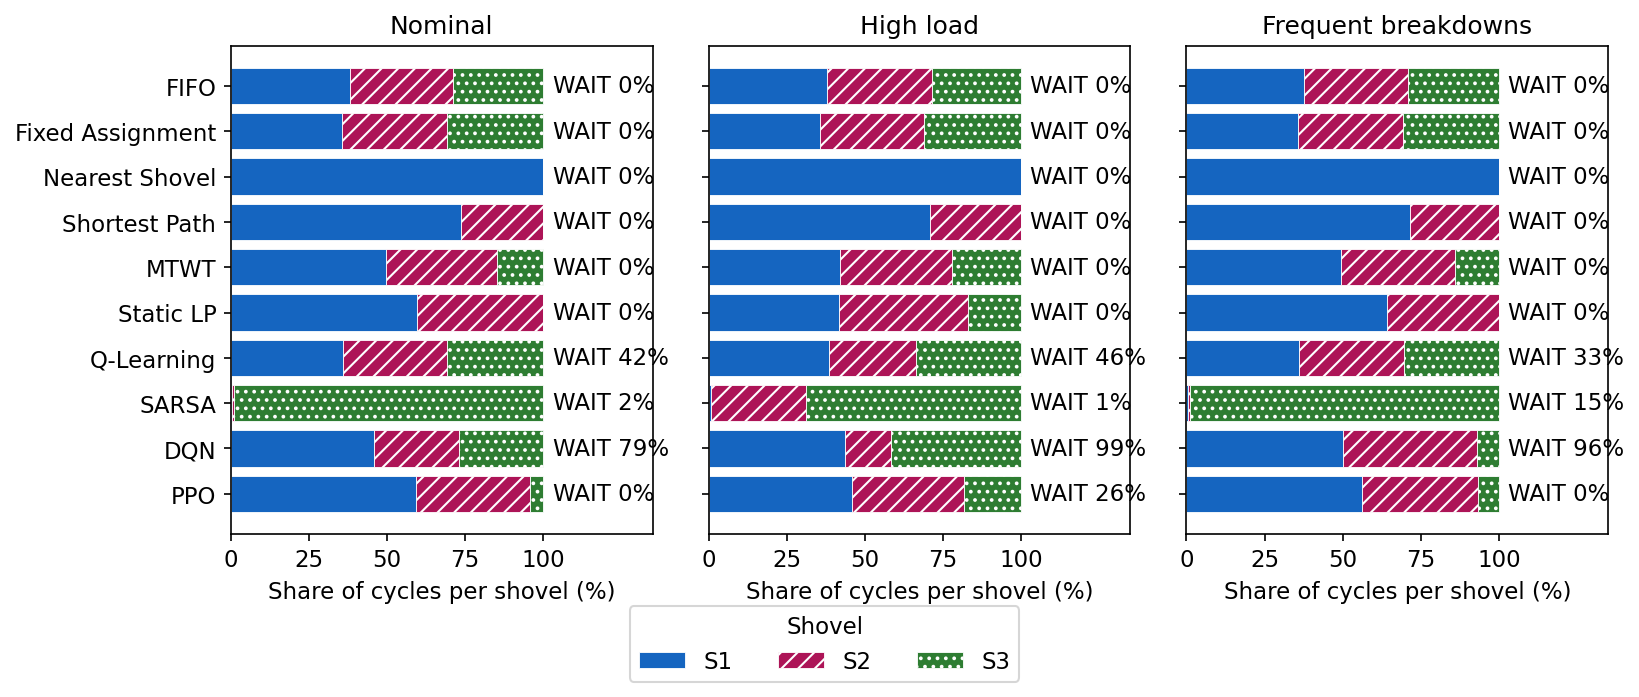 Nominal High load Frequent breakdowns
FIFO WAIT 0% WAIT 0% WAIT 0%
Fixed Assignment WAIT 0% WAIT 0% WAIT 0%
Nearest Shovel WAIT 0% WAIT 0% WAIT 0%
Shortest Path WAIT 0% WAIT 0% WAIT 0%
MTWT WAIT 0% WAIT 0% WAIT 0%
Static LP WAIT 0% WAIT 0% WAIT 0%
Q-Learning WAIT 42% WAIT 46% WAIT 33%
SARSA WAIT 2% WAIT 1% WAIT 15%
DQN WAIT 79% WAIT 99% WAIT 96%
PPO WAIT 0% WAIT 26% WAIT 0%
0 25 50 75 100 0 25 50 75 100 0 25 50 75 100
Share of cycles per shovel (%) Share of cycles per shovel (%) Share of cycles per shovel (%)
Shovel
S1 S2 S3